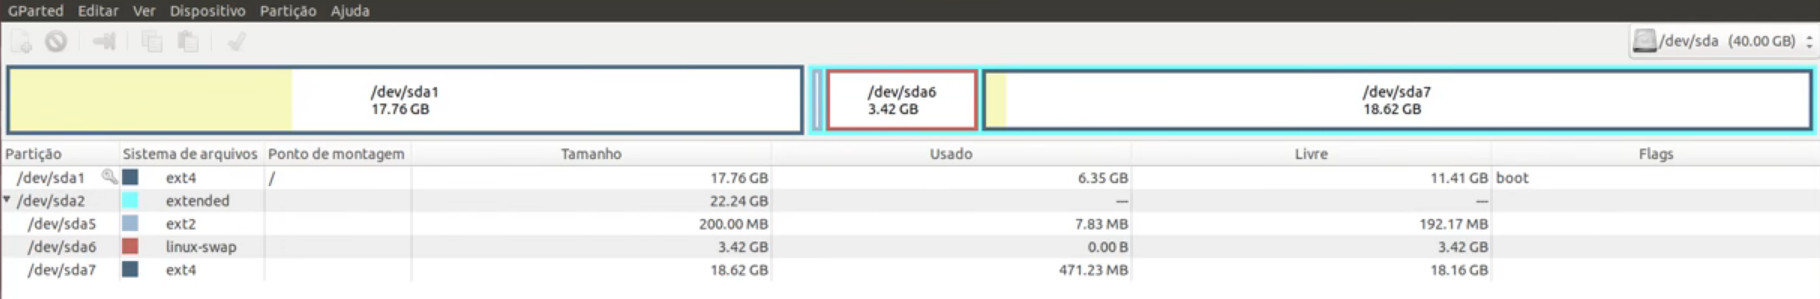 GParted Editar Ver Dispositivo Partição Ajuda
/dev/sda (40.00 GB)
/dev/sda1
17.76 GB
/dev/sda6
3.42 GB
/dev/sda7
18.62 GB
Partição Sistema de arquivos Ponto de montagem Tamanho Usado Livre Flags
/dev/sda1 ext4 / 17.76 GB 6.35 GB 11.41 GB boot
/dev/sda2 extended 22.24 GB — —
/dev/sda5 ext2 200.00 MB 7.83 MB 192.17 MB
/dev/sda6 linux-swap 3.42 GB 0.00 B 3.42 GB
/dev/sda7 ext4 18.62 GB 471.23 MB 18.16 GB